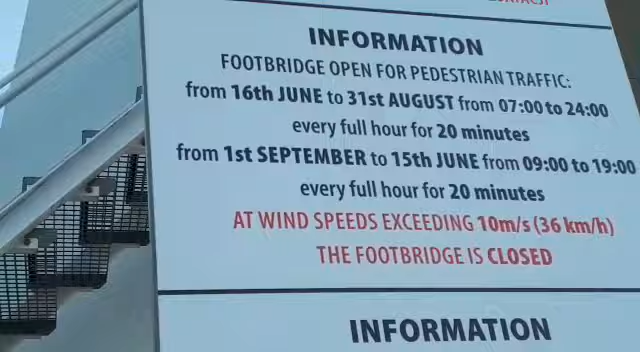 INFORMATION
FOOTBRIDGE OPEN FOR PEDESTRIAN TRAFFIC:
from 16th JUNE to 31st AUGUST from 07:00 to 24:00
every full hour for 20 minutes
from 1st SEPTEMBER to 15th JUNE from 09:00 to 19:00
every full hour for 20 minutes
AT WIND SPEEDS EXCEEDING 10m/s (36 km/h)
THE FOOTBRIDGE IS CLOSED
INFORMATION